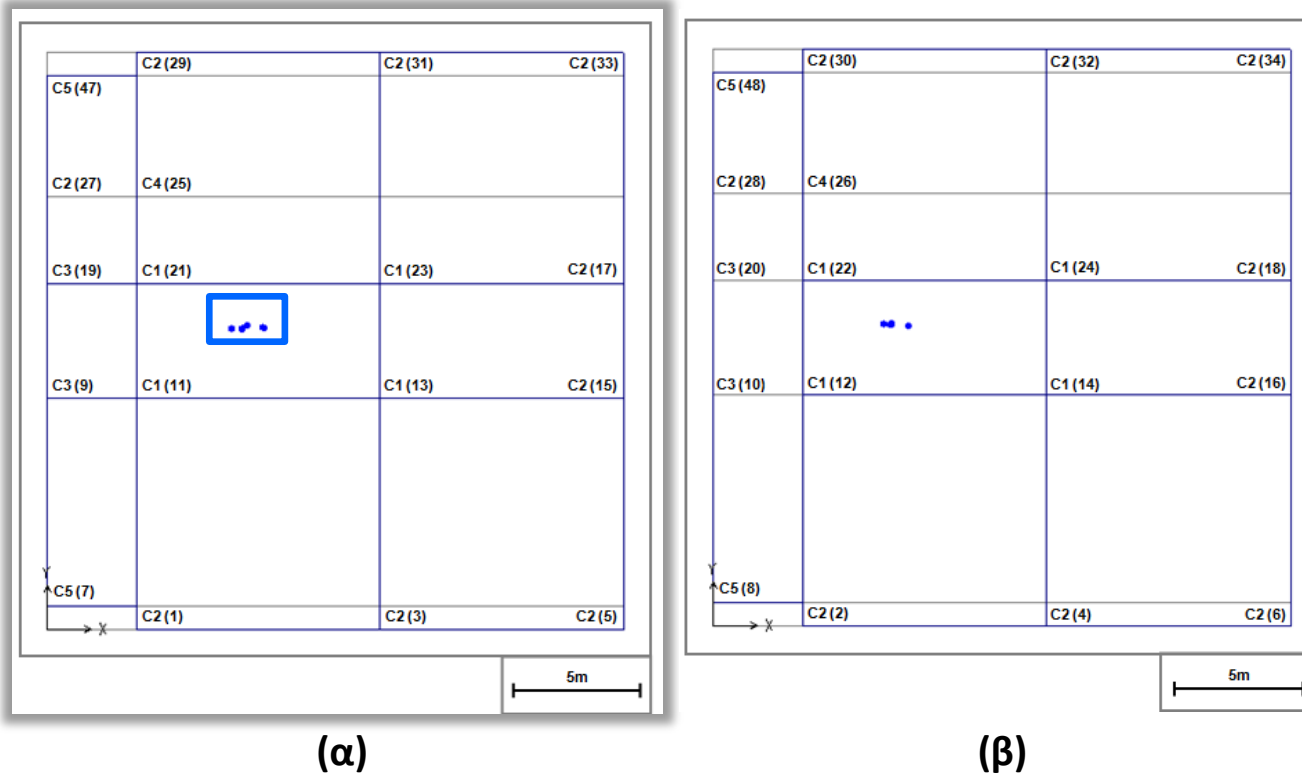 C2 (29) C2 (31) C2 (33)
C5 (47)
C2 (27) C4 (25)
C3 (19) C1 (21) C1 (23) C2 (17)
C3 (9) C1 (11) C1 (13) C2 (15)
Y
C5 (7)
C2 (1) C2 (3) C2 (5)
X
5m
(α)
C2 (30) C2 (32) C2 (34)
C5 (48)
C2 (28) C4 (26)
C3 (20) C1 (22) C1 (24) C2 (18)
C3 (10) C1 (12) C1 (14) C2 (16)
Y
C5 (8)
C2 (2) C2 (4) C2 (6)
X
5m
(β)